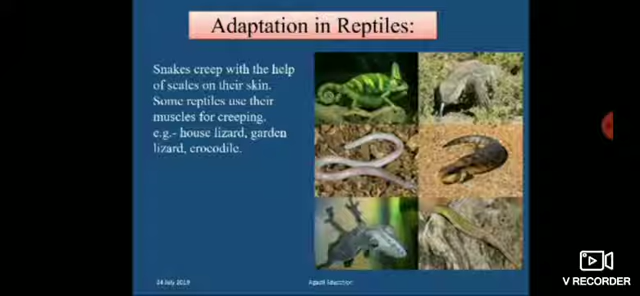 Adaptation in Reptiles:
Snakes creep with the help
of scales on their skin.
Some reptiles use their
muscles for creeping.
e.g.- house lizard, garden
lizard, crocodile.
24 July 2019
Education
V RECORDER